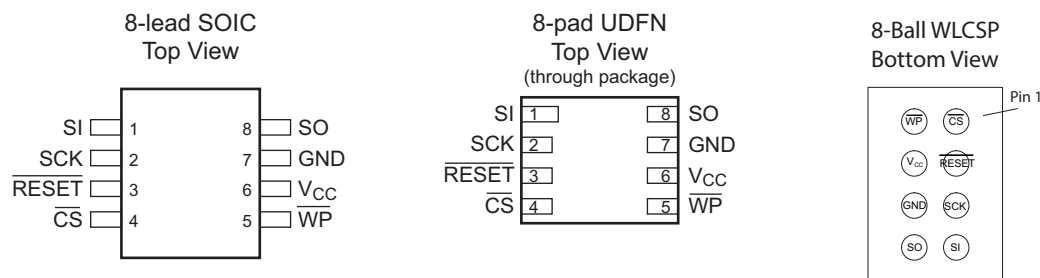 8-lead SOIC
Top View
SI 1 8 SO
SCK 2 7 GND
RESET 3 6 VCC
CS 4 5 WP
8-pad UDFN
Top View
(through package)
SI 1 8 SO
SCK 2 7 GND
RESET 3 6 VCC
CS 4 5 WP
8-Ball WLCSP
Bottom View
Pin 1
WP CS
VCC RESET
GND SCK
SO SI